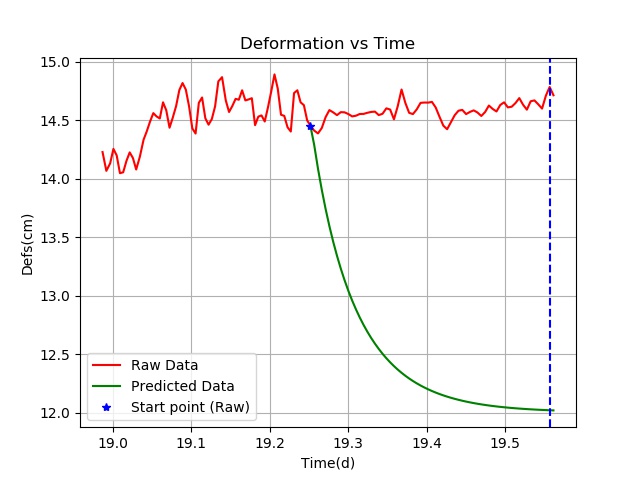 Deformation vs Time
Defs(cm)
15.0
14.5
14.0
13.5
13.0
12.5
12.0
Raw Data
Predicted Data
Start point (Raw)
19.0 19.1 19.2 19.3 19.4 19.5
Time(d)